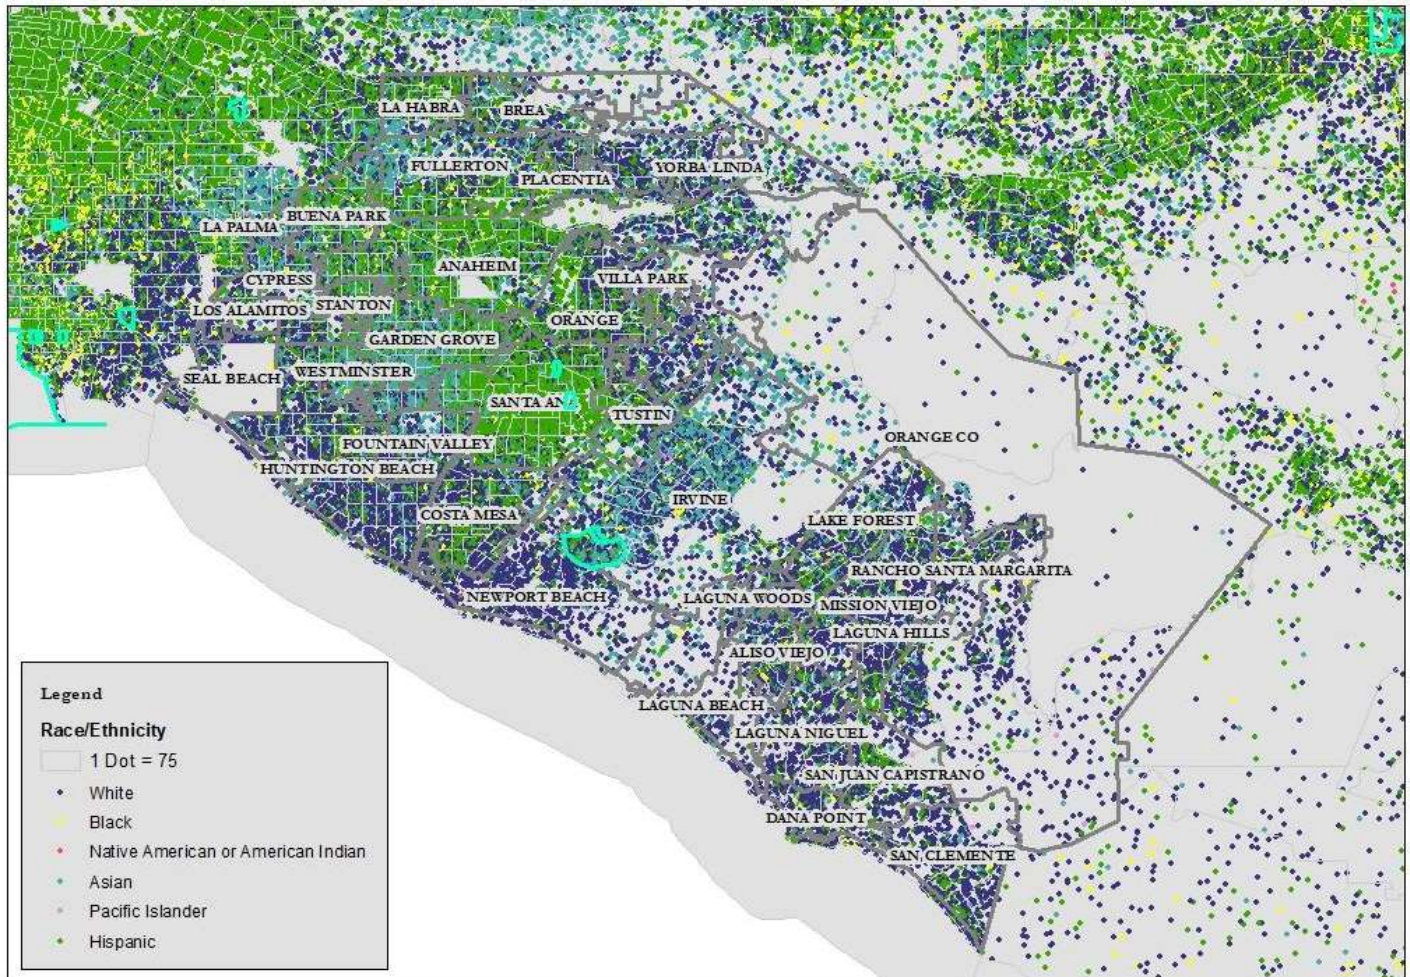 LA HABRA
BREA
FULLERTON
PLACENTIA
YORBA LINDA
BUENA PARK
LA PALMA
ANAHEIM
CYPRESS
VILLA PARK
LOS ALAMITOS
STANTON
ORANGE
GARDEN GROVE
SEAL BEACH
WESTMINSTER
SANTA AN
TUSTIN
FOUNTAIN VALLEY
ORANGE CO
HUNTINGTON BEACH
IRVINE
COSTA MESA
LAKE FOREST
RANCHO SANTA MARGARITA
NEWPORT BEACH
LAGUNA WOODS
MISSION VIEJO
LAGUNA HILLS
ALISO VIEJO
LAGUNA BEACH
LAGUNA NIGUEL
SAN JUAN CAPISTRANO
DANA POINT
SAN CLEMENTE
Legend
Race/Ethnicity
1 Dot = 75
White
Black
Native American or American Indian
Asian
Pacific Islander
Hispanic